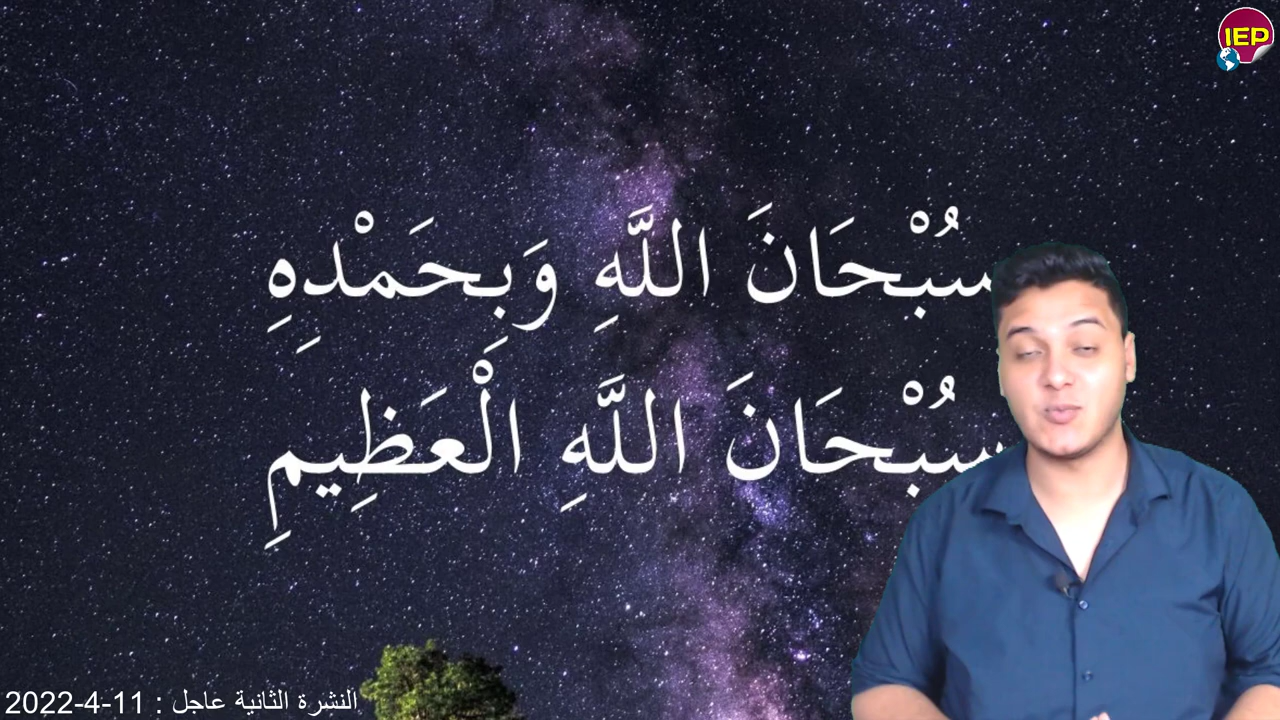 IEP
سُبْحَانَ اللَّهِ وَبِحَمْدِهِ
سُبْحَانَ اللَّهِ الْعَظِيمِ
النشرة الثانية عاجل : 11-4-2022